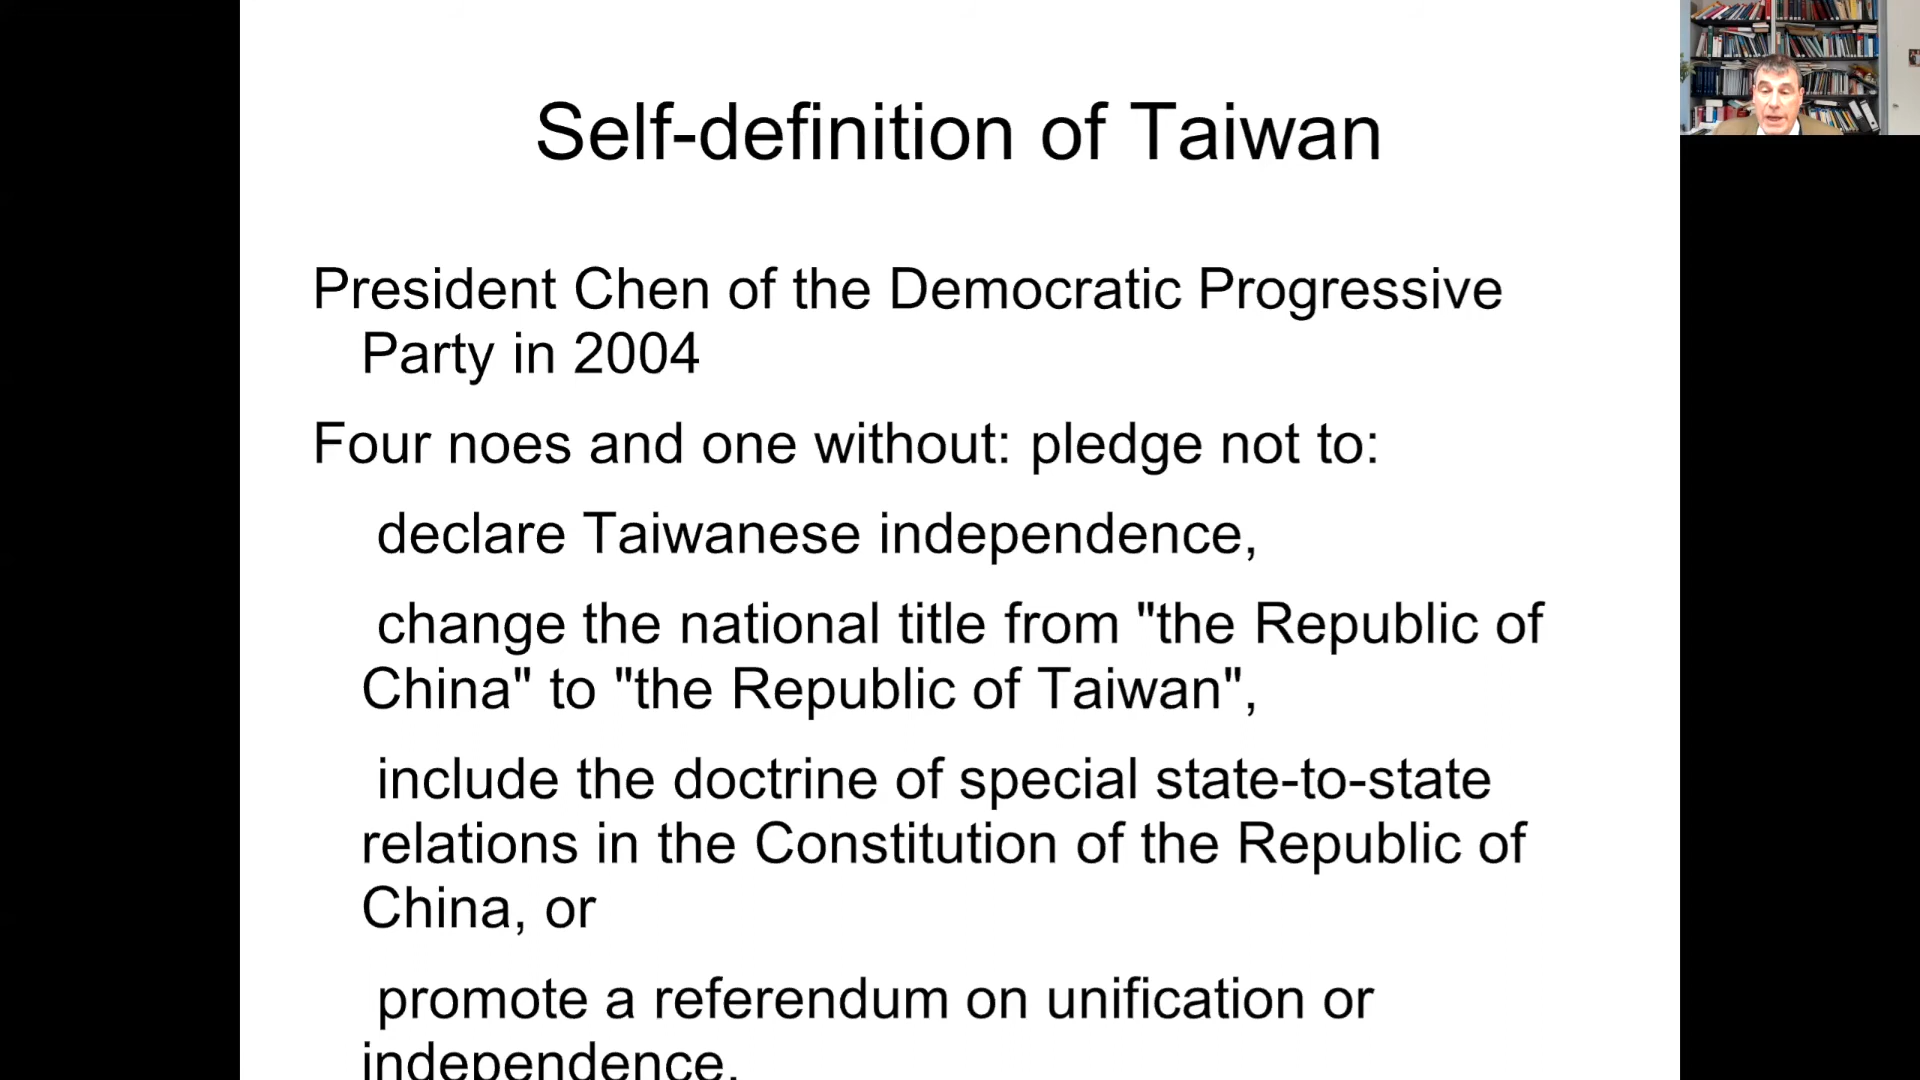 Self-definition of Taiwan
President Chen of the Democratic Progressive
Party in 2004
Four noes and one without: pledge not to:
declare Taiwanese independence,
change the national title from "the Republic of
China" to "the Republic of Taiwan",
include the doctrine of special state-to-state
relations in the Constitution of the Republic of
China, or
promote a referendum on unification or
independence.